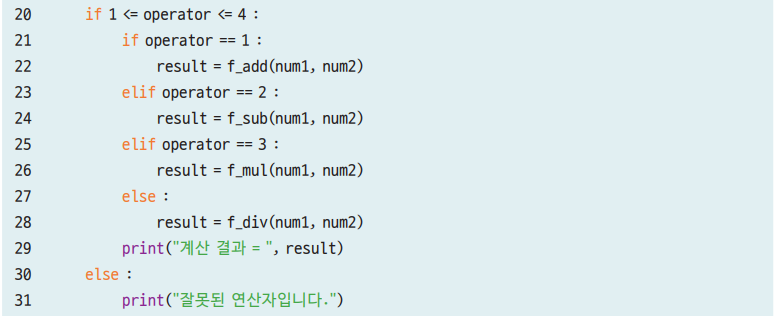 20 if 1 <= operator <= 4 :
21 if operator == 1 :
22 result = f_add(num1, num2)
23 elif operator == 2 :
24 result = f_sub(num1, num2)
25 elif operator == 3 :
26 result = f_mul(num1, num2)
27 else :
28 result = f_div(num1, num2)
29 print("계산 결과 = ", result)
30 else :
31 print("잘못된 연산자입니다.")